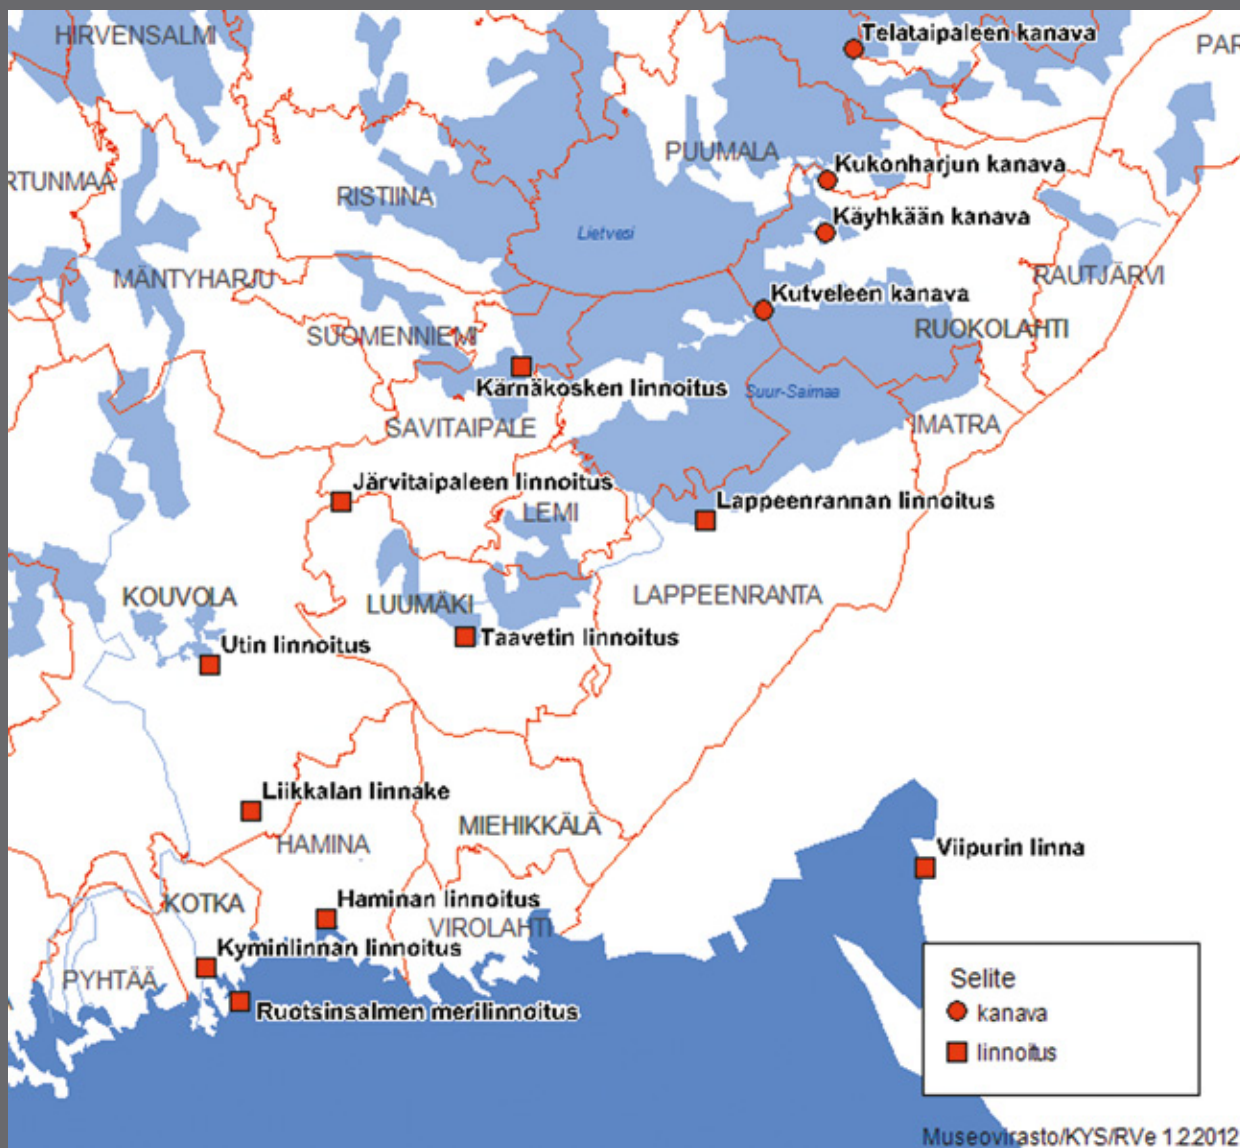 HIRVENSALMI
Telataipaleen kanava
PAR
PUUMALA
Kukonharjun kanava
RTUNMAA
RISTIINA
Käyhkään kanava
Lietvesi
MÄNTYHARJU
RAUTJÄRVI
Kutveleen kanava
SUOMENNIEMI
RUOKOLAHTI
Kärnäkosken linnoitus
Suur-Saimaa
SAVITAIPALE
IMATRA
Järvitaipaleen linnoitus
Lappeenrannan linnoitus
LEMI
KOUVOLA
LUUMÄKI
LAPPEENRANTA
Utin linnoitus
Taavetin linnoitus
Liikkalan linnake
MIEHIKKÄLÄ
HAMINA
Viipurin linna
KOTKA
Haminan linnoitus
VIROLAHTI
Kyminlinnan linnoitus
PYHTÄÄ
A
Ruotsinsalmen merilinnoitus
Selite
kanava
linnoitus
Museovirasto/KYS/RVe 1.2.2012